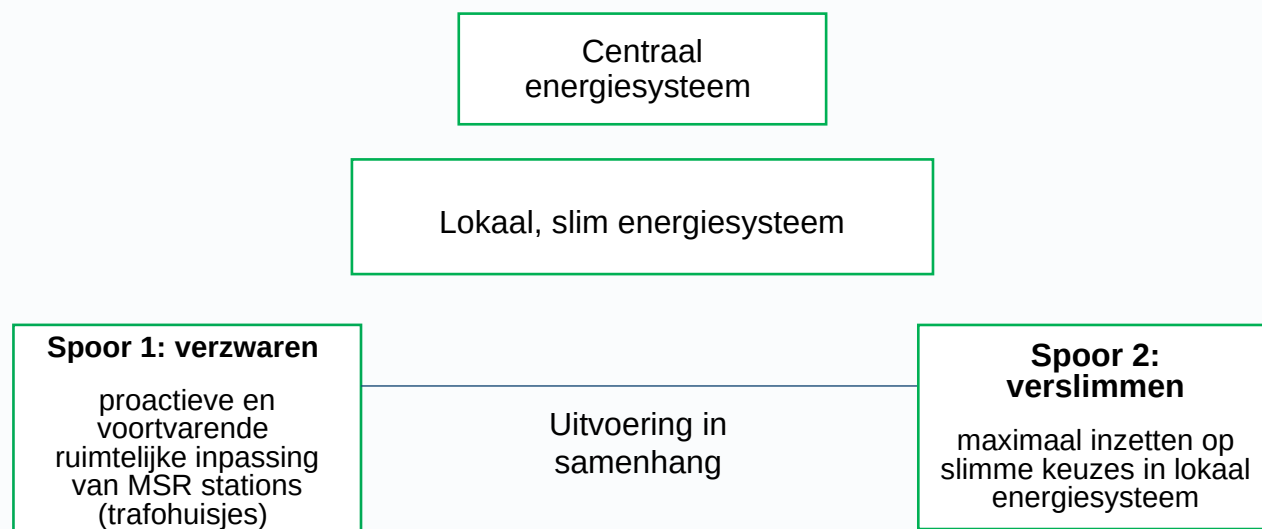 Centraal
energiesysteem
Lokaal, slim energiesysteem
Spoor 1: verzwaren
proactieve en
voortvarende
ruimtelijke inpassing
van MSR stations
(trafohuisjes)
Uitvoering in
samenhang
Spoor 2:
verslimmen
maximaal inzetten op
slimme keuzes in lokaal
energiesysteem